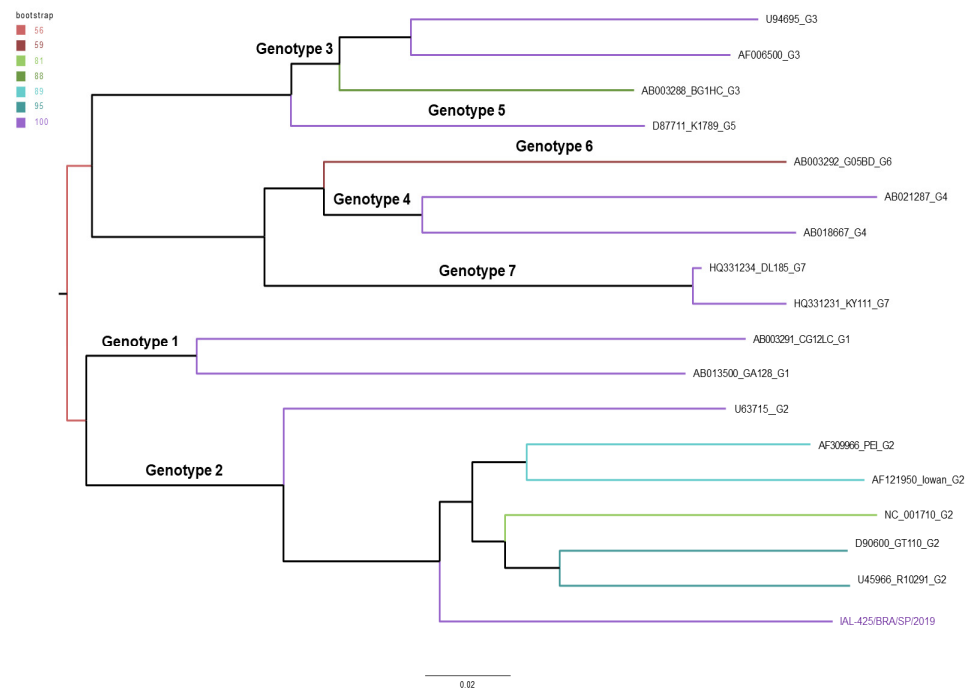 bootstrap
56
59
81
88
89
95
100
U94695_G3
Genotype 3
AF006500_G3
AB003288_BG1HC_G3
Genotype 5
D87711_K1789_G5
Genotype 6
AB003292_G05BD_G6
Genotype 4
AB021287_G4
AB018667_G4
Genotype 7
HQ331234_DL185_G7
HQ331231_KY111_G7
Genotype 1
AB003291_CG12LC_G1
AB013500_GA128_G1
U63715_G2
Genotype 2
AF309966_PEI_G2
AF121950_Iowan_G2
NC_001710_G2
D90600_GT110_G2
U45966_R10291_G2
IAL-425/BRA/SP/2019
0.02